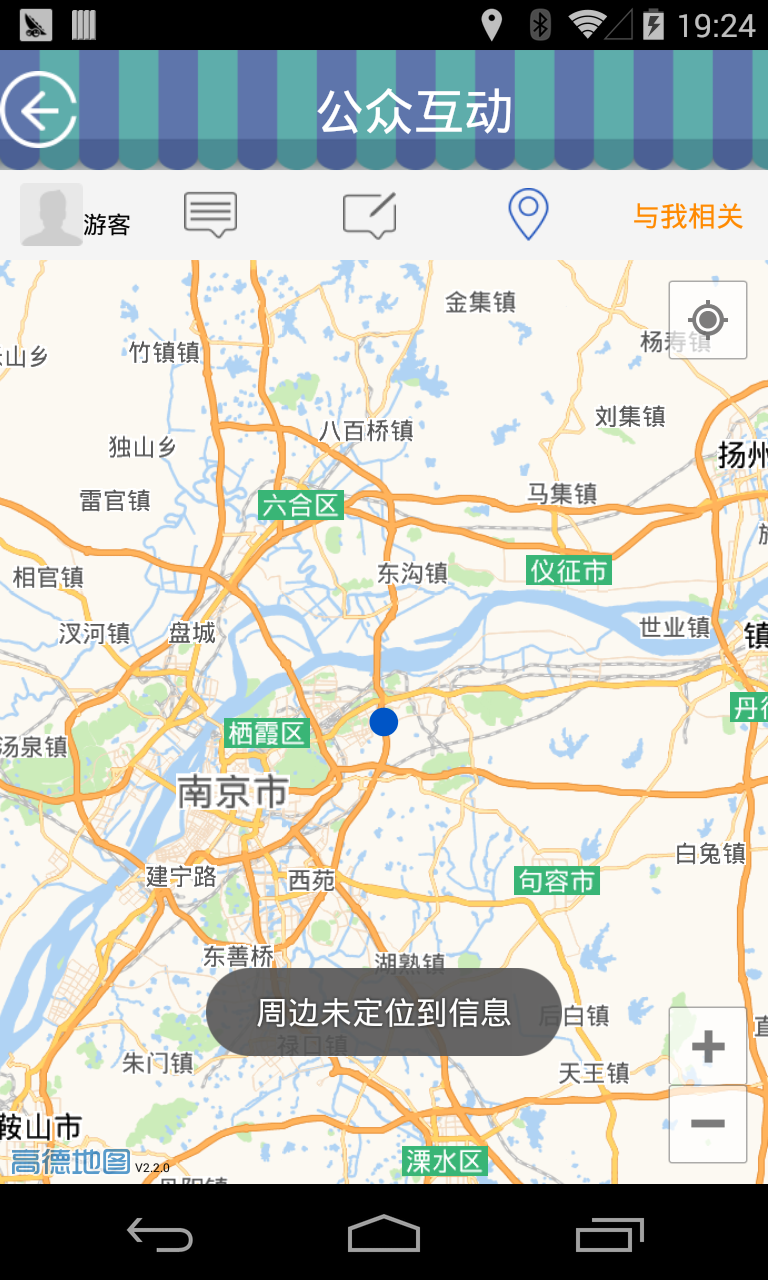 19:24
公众互动
游客
与我相关
金集镇
竹镇镇
山乡
刘集镇
八百桥镇
独山乡
扬州
雷官镇
六合区
马集镇
相官镇
东沟镇
仪征市
汊河镇
盘城
世业镇
镇
栖霞区
汤泉镇
南京市
白兔镇
建宁路
西苑
句容市
东善桥
湖熟镇
周边未定位到信息
后白镇
禄口镇
朱门镇
天王镇
鞍山市
高德地图 V2.2.0
溧水区